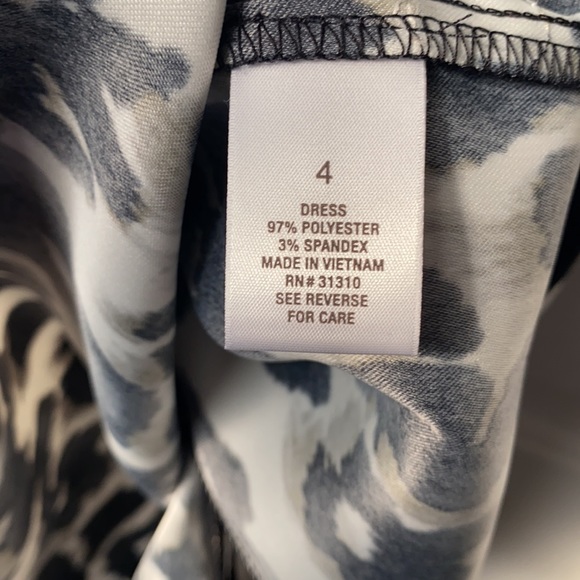 4
DRESS
97% POLYESTER
3% SPANDEX
MADE IN VIETNAM
RN# 31310
SEE REVERSE
FOR CARE